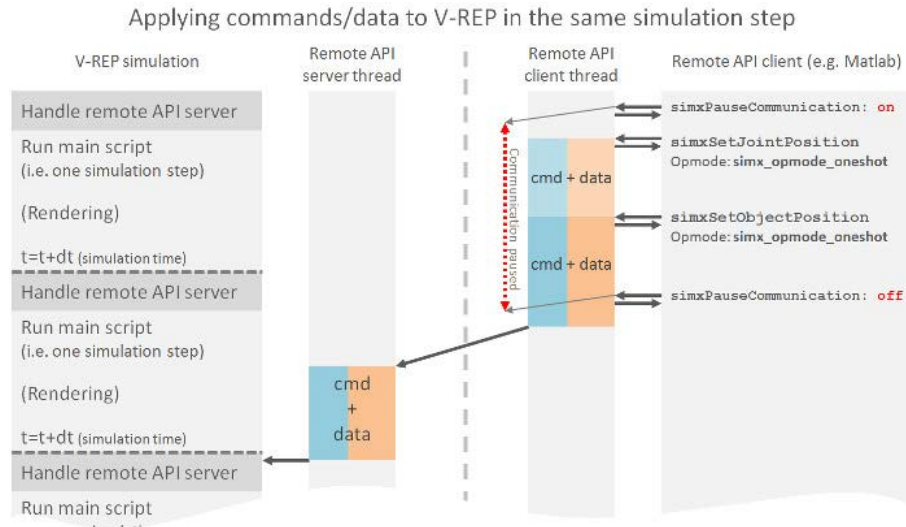 Applying commands/data to V-REP in the same simulation step
V-REP simulation
Remote API
server thread
Remote API
client thread
Remote API client (e.g. Matlab)
Handle remote API server
Run main script
(i.e. one simulation step)
(Rendering)
t=t+dt (simulation time)
Handle remote API server
Run main script
(i.e. one simulation step)
(Rendering)
t=t+dt (simulation time)
Handle remote API server
Run main script
cmd
+
data
Communication paused
cmd + data
cmd + data
simxPauseCommunication: on
simxSetJointPosition
Opmode: simx_opmode_oneshot
simxSetObjectPosition
Opmode: simx_opmode_oneshot
simxPauseCommunication: off